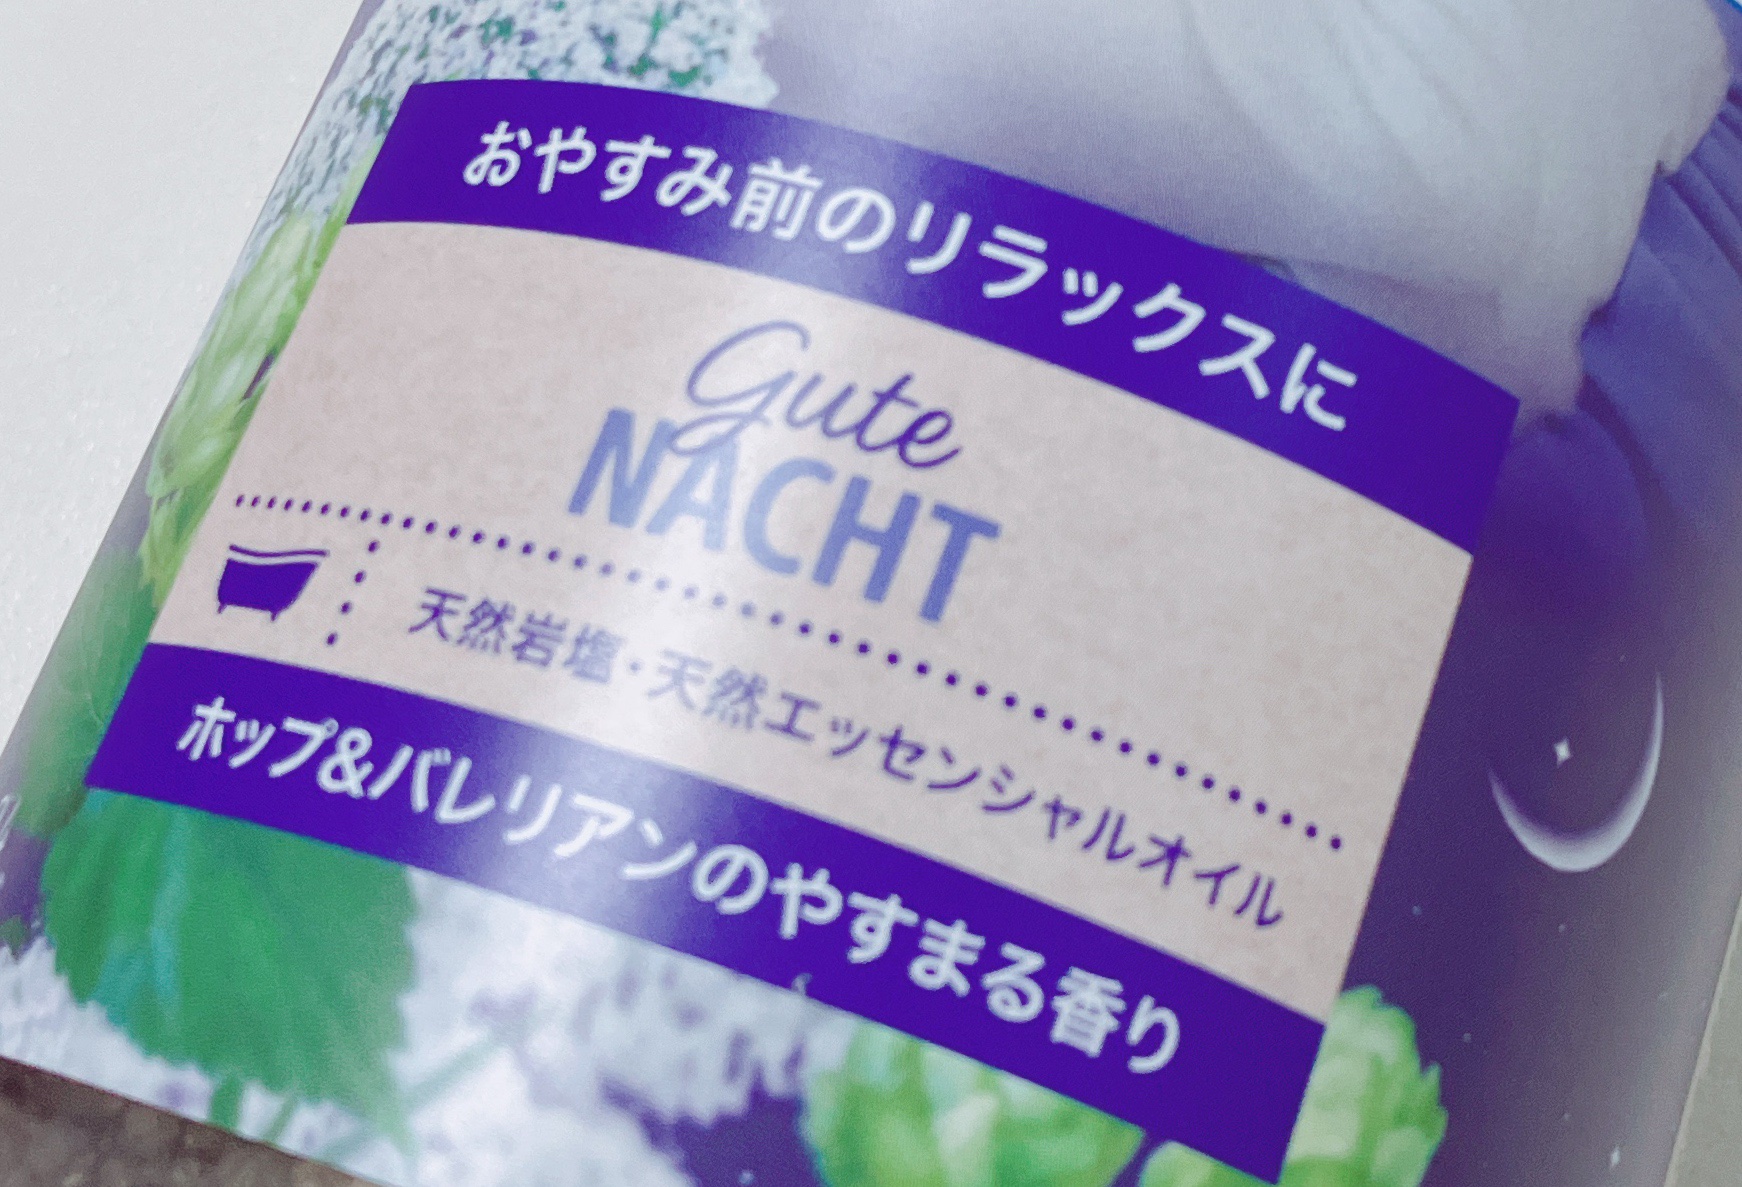 おやすみ前のリラックスに
Gute
NACHT
天然岩塩・天然エッセンシャルオイル
ホップ&バレリアンのやすまる香り